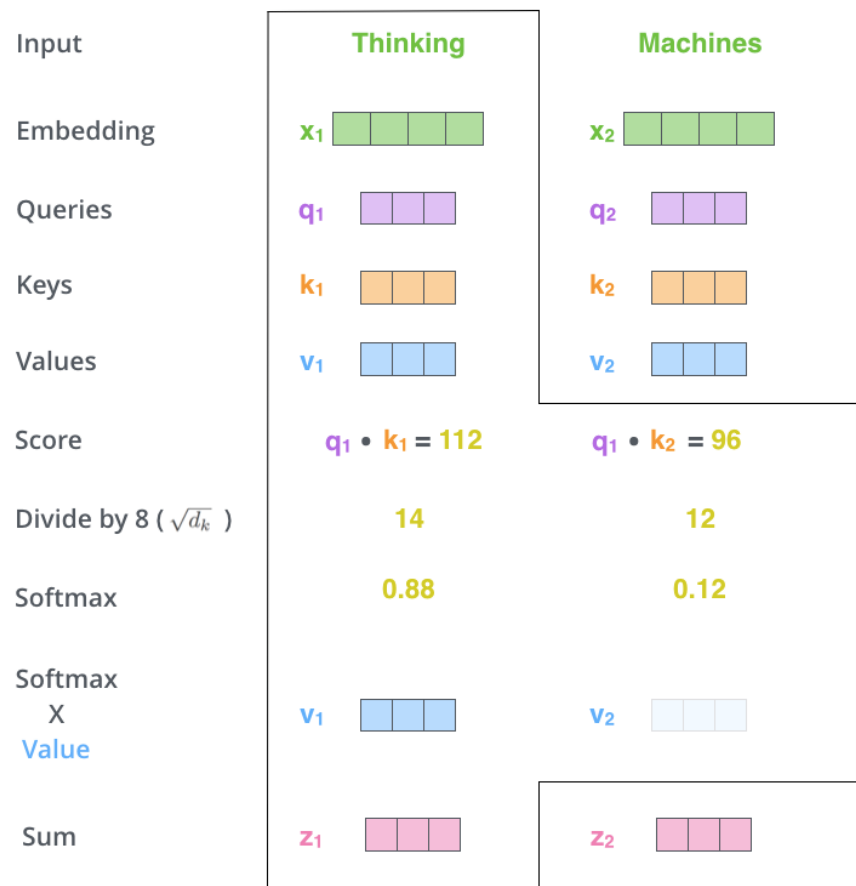 Input Thinking Machines
Embedding x₁ x₂
Queries q₁ q₂
Keys k₁ k₂
Values v₁ v₂
Score q₁ • k₁ = 112 q₁ • k₂ = 96
Divide by 8 ( √dₖ ) 14 12
Softmax 0.88 0.12
Softmax
X
Value
v₁ v₂
Sum z₁ z₂